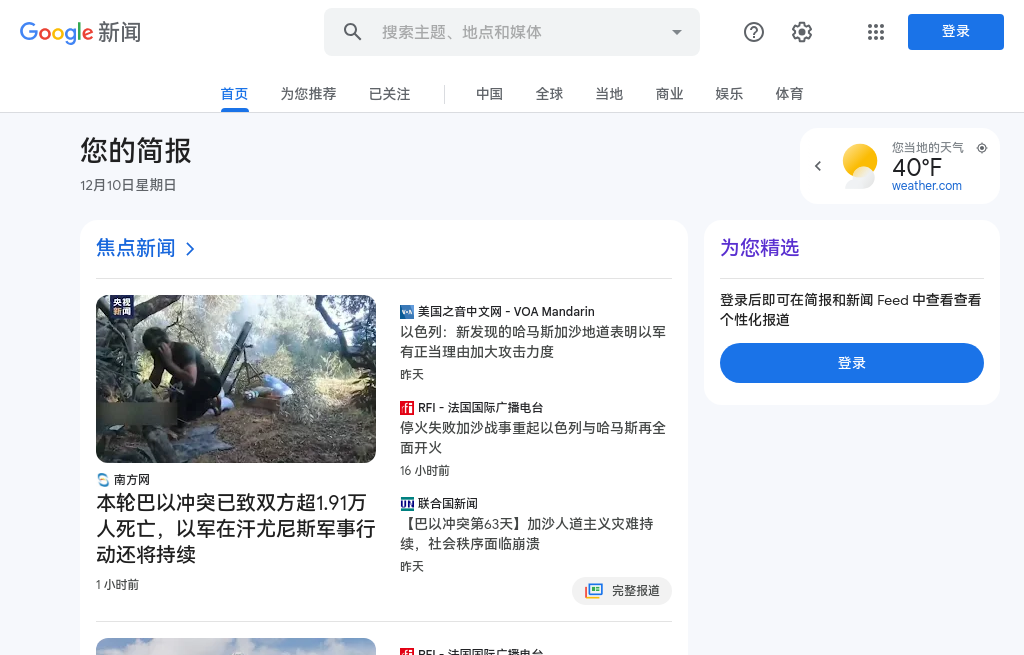 Google 新闻
搜索主题、地点和媒体
登录
首页
为您推荐
已关注
中国
全球
当地
商业
娱乐
体育
您的简报
12月10日星期日
您当地的天气
40°F
weather.com
焦点新闻
央视
新闻
南方网
本轮巴以冲突已致双方超1.91万
人死亡，以军在汗尤尼斯军事行
动还将持续
1 小时前
VOA
美国之音中文网 - VOA Mandarin
以色列：新发现的哈马斯加沙地道表明以军
有正当理由加大攻击力度
昨天
rfi
RFI - 法国国际广播电台
停火失败加沙战事重起以色列与哈马斯再全
面开火
16 小时前
UN
联合国新闻
【巴以冲突第63天】加沙人道主义灾难持
续，社会秩序面临崩溃
昨天
完整报道
rfi
RFI - 法国国际广播电台
为您精选
登录后即可在简报和新闻 Feed 中查看查看
个性化报道
登录